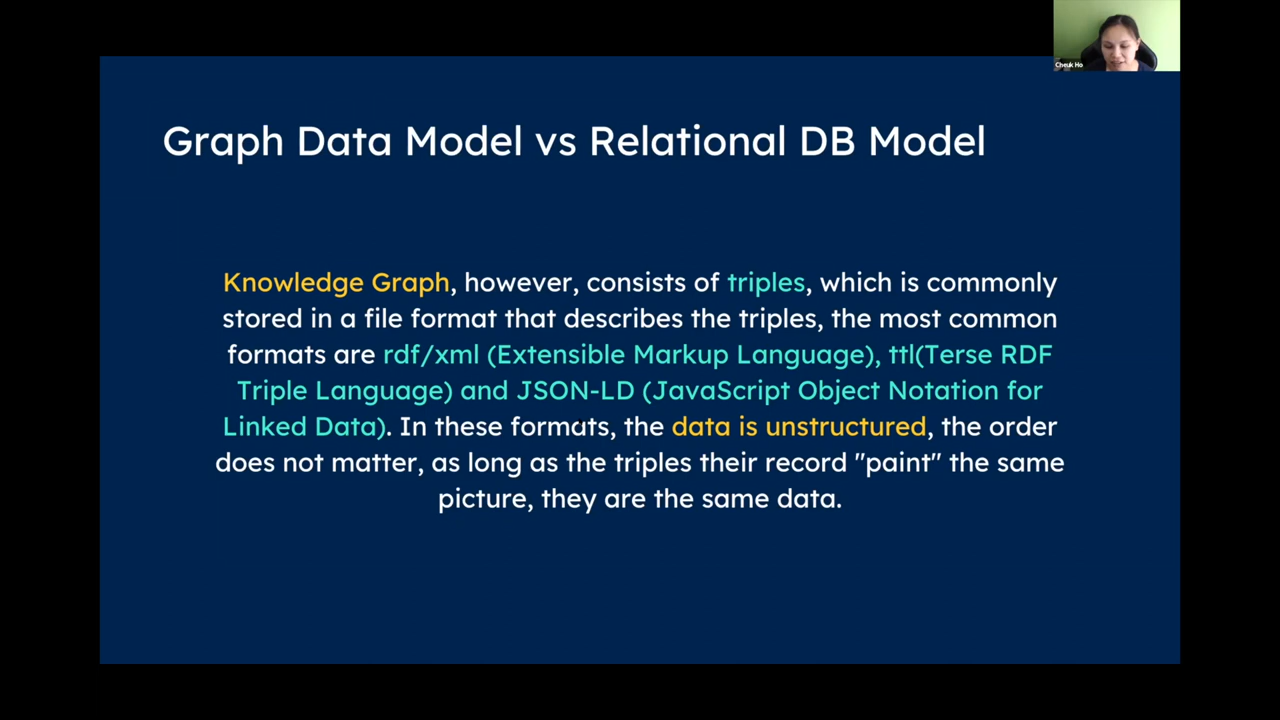 Cheuk Ho
Graph Data Model vs Relational DB Model
Knowledge Graph, however, consists of triples, which is commonly
stored in a file format that describes the triples, the most common
formats are rdf/xml (Extensible Markup Language), ttl(Terse RDF
Triple Language) and JSON-LD (JavaScript Object Notation for
Linked Data). In these formats, the data is unstructured, the order
does not matter, as long as the triples their record "paint" the same
picture, they are the same data.